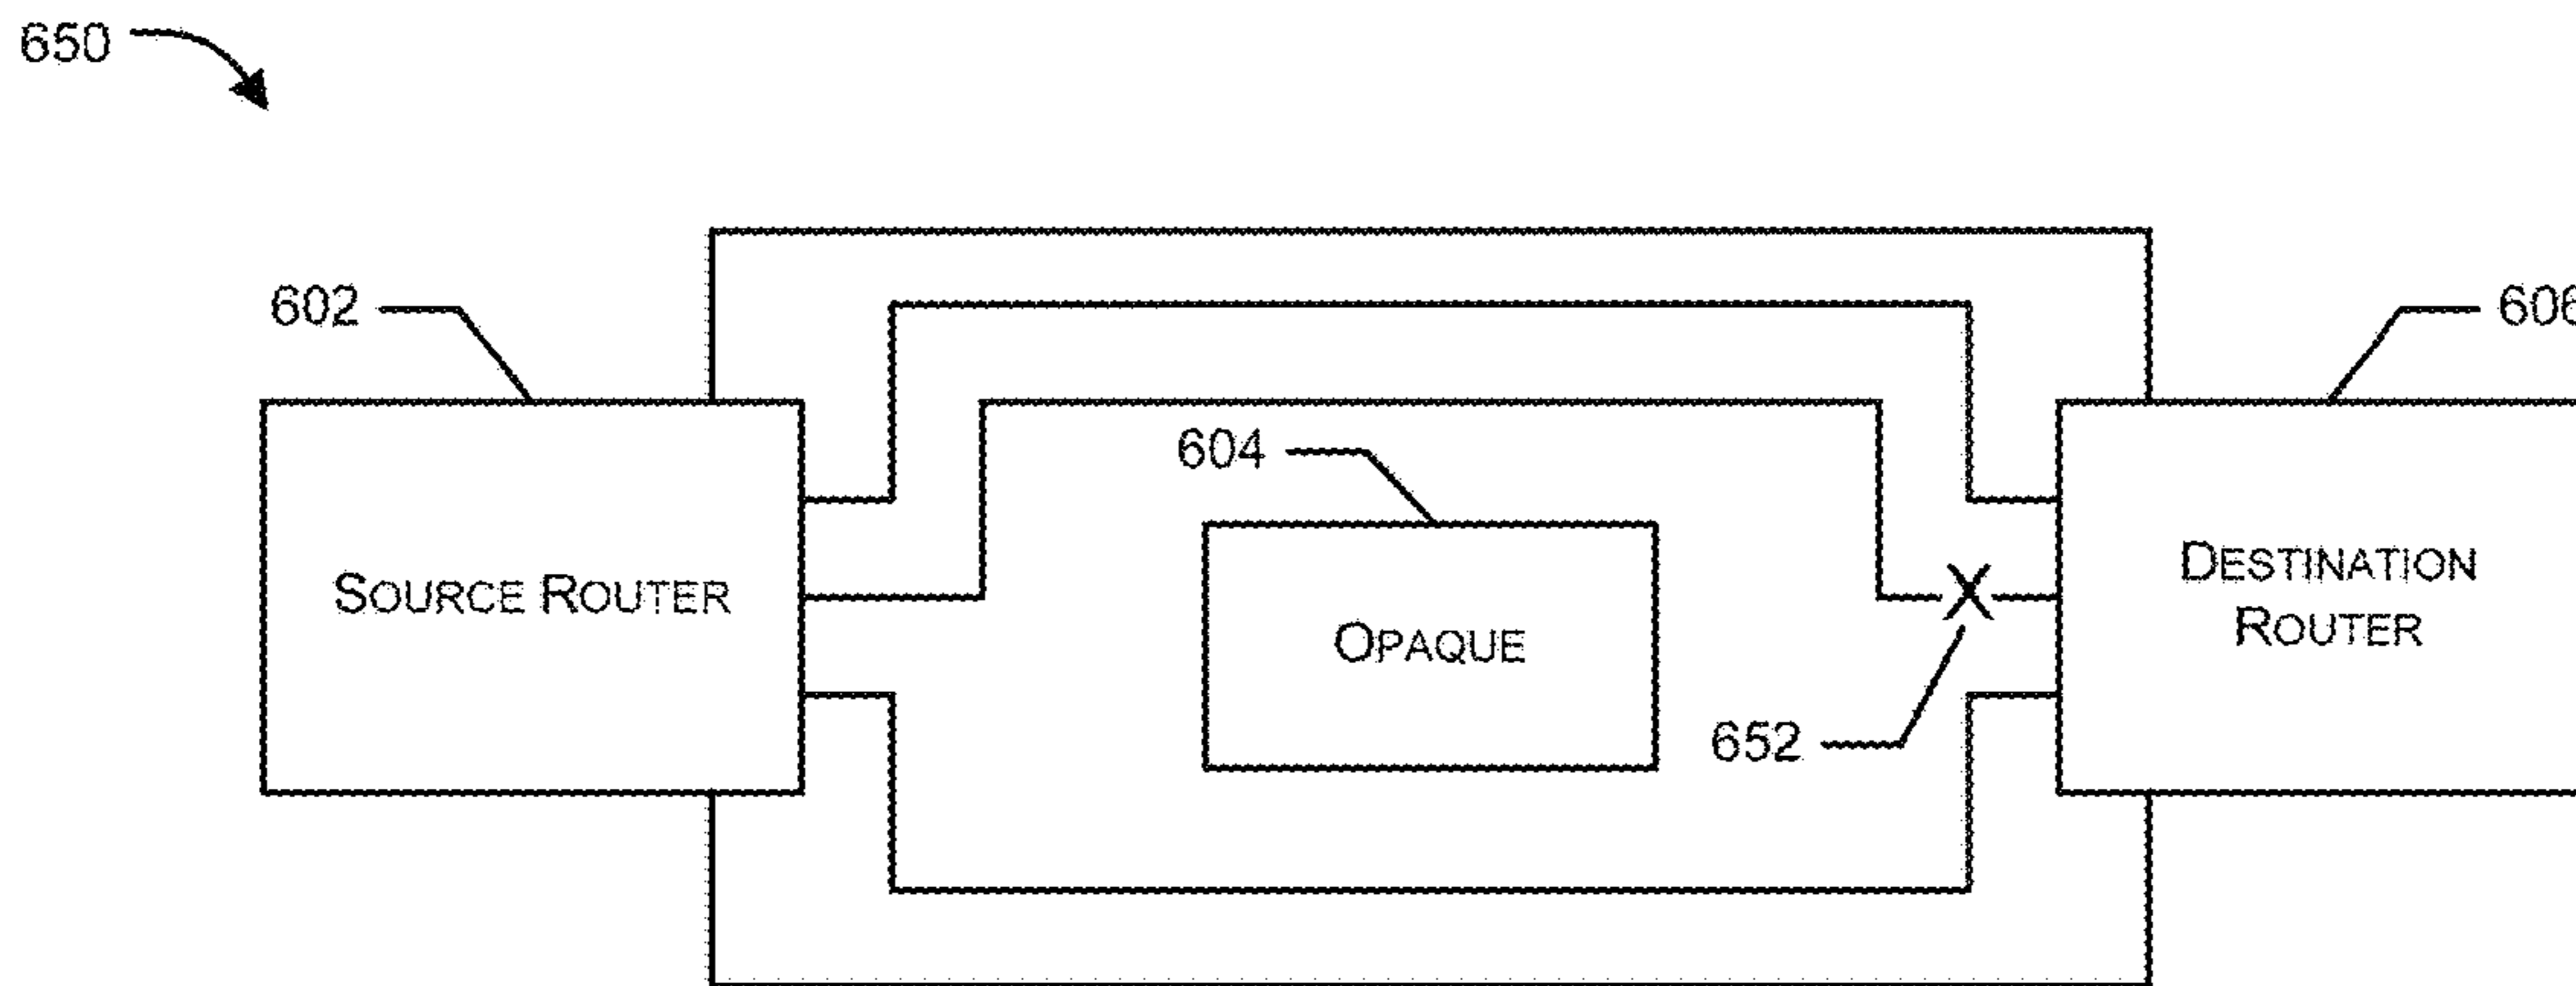 650
602
606
604
SOURCE ROUTER
DESTINATION
ROUTER
OPAQUE
652